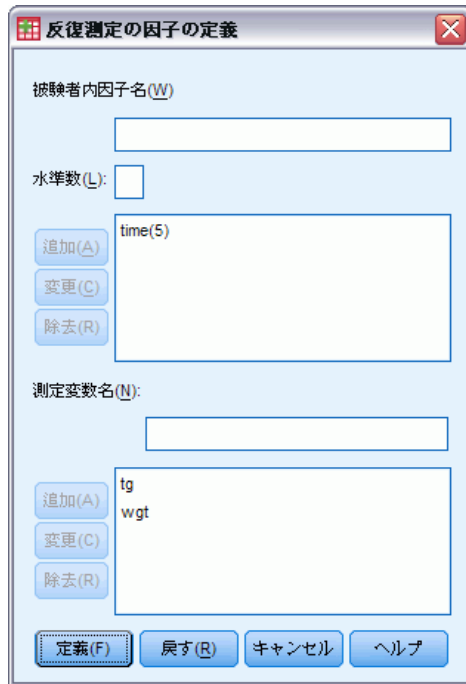 反復測定の因子の定義
被験者内因子名(W)
水準数(L):
time(5)
追加(A)
変更(C)
除去(R)
測定変数名(N):
tg
wgt
追加(A)
変更(C)
除去(R)
定義(F) 戻す(R) キャンセル ヘルプ